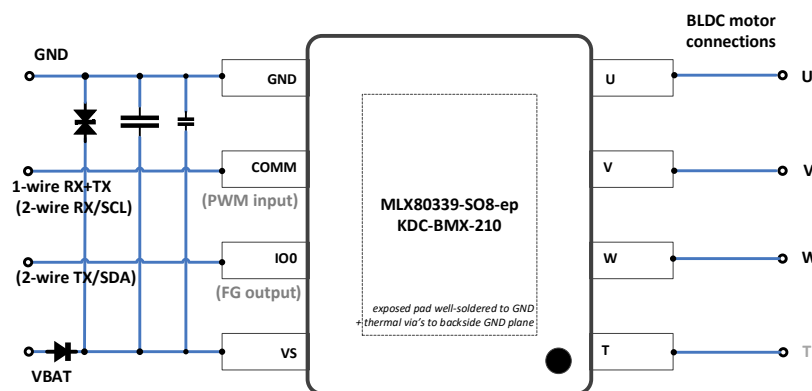 GND
BLDC motor
connections
GND
U
U
COMM
V
V
1-wire RX+TX
(2-wire RX/SCL)
(PWM input)
MLX80339-SO8-ep
KDC-BMX-210
IO0
W
W
(2-wire TX/SDA)
(FG output)
exposed pad well-soldered to GND
+ thermal via's to backside GND plane
VS
T
T
VBAT